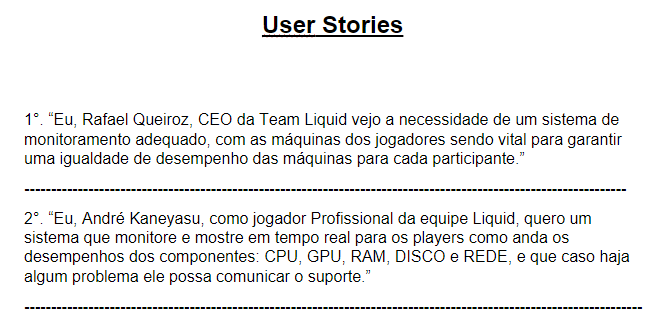 User Stories
1°. “Eu, Rafael Queiroz, CEO da Team Liquid vejo a necessidade de um sistema de
monitoramento adequado, com as máquinas dos jogadores sendo vital para garantir
uma igualdade de desempenho das máquinas para cada participante.”
----------------------------------------------------------------------------------------------------------------
2°. “Eu, André Kaneyasu, como jogador Profissional da equipe Liquid, quero um
sistema que monitore e mostre em tempo real para os players como anda os
desempenhos dos componentes: CPU, GPU, RAM, DISCO e REDE, e que caso haja
algum problema ele possa comunicar o suporte.”
-------------------------------------------------------------------------------------------------------------------